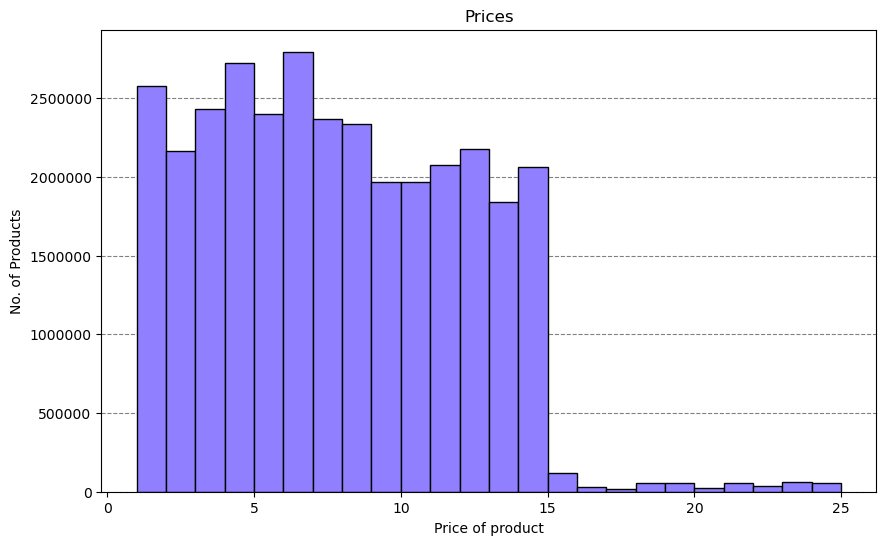 Prices
2500000
2000000
1500000
1000000
500000
0
No. of Products
0 5 10 15 20 25
Price of product